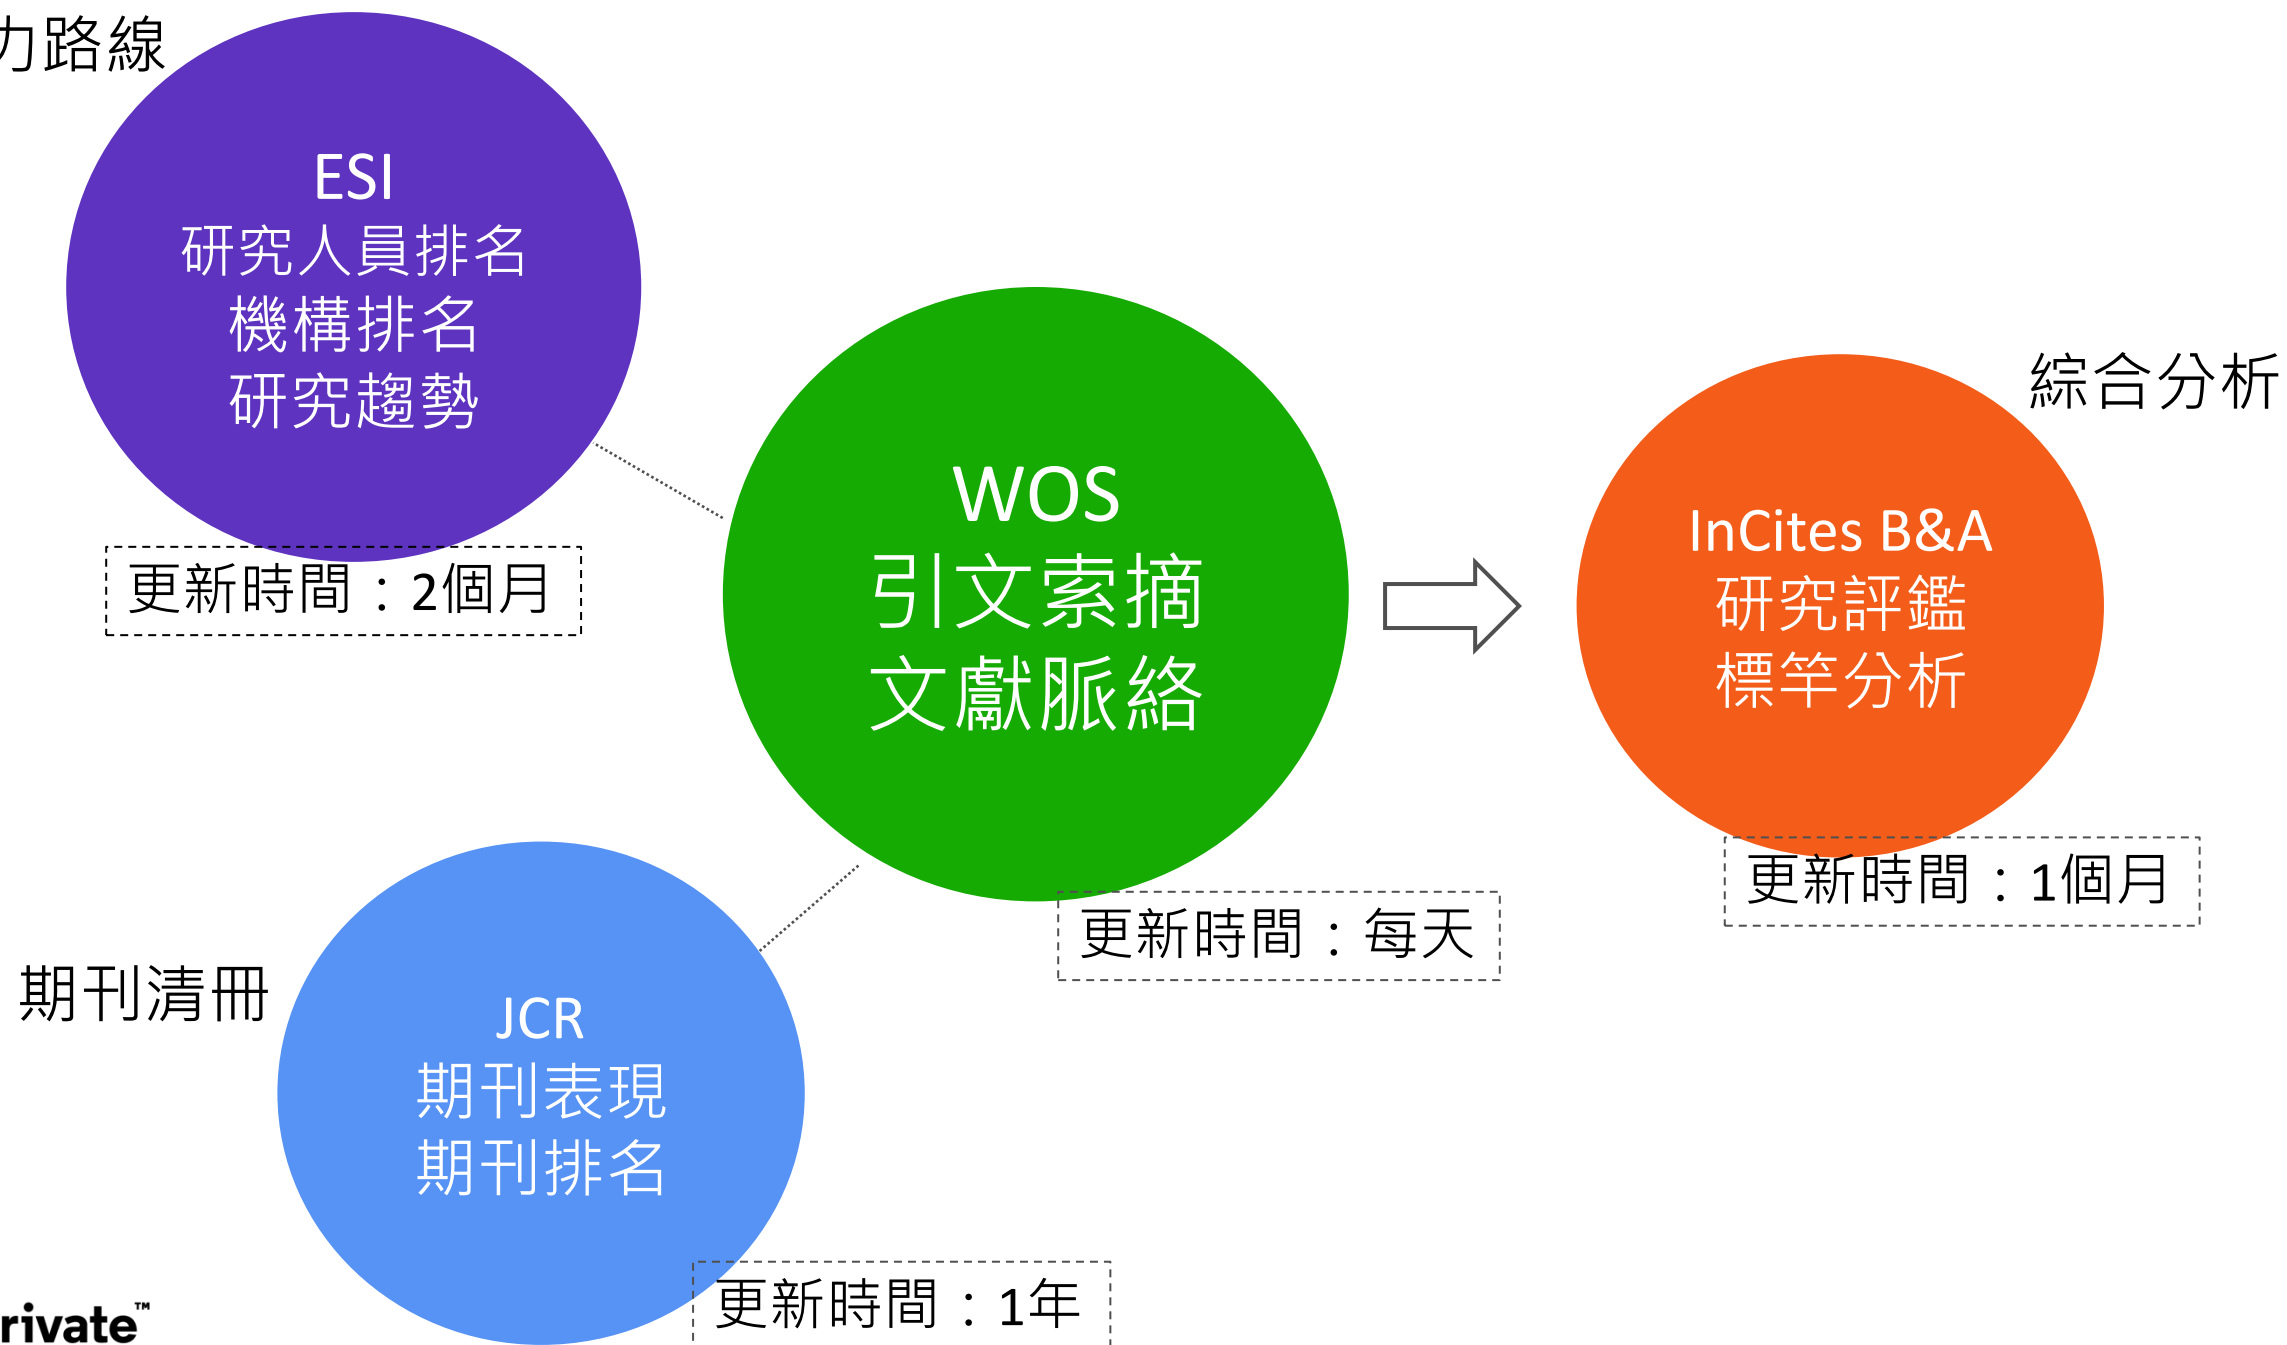 力路線
ESI
研究人員排名
機構排名
研究趨勢
更新時間：2個月
WOS
引文索摘
文獻脈絡
更新時間：每天
綜合分析
InCites B&A
研究評鑑
標竿分析
更新時間：1個月
期刊清冊
JCR
期刊表現
期刊排名
更新時間：1年
rivate™